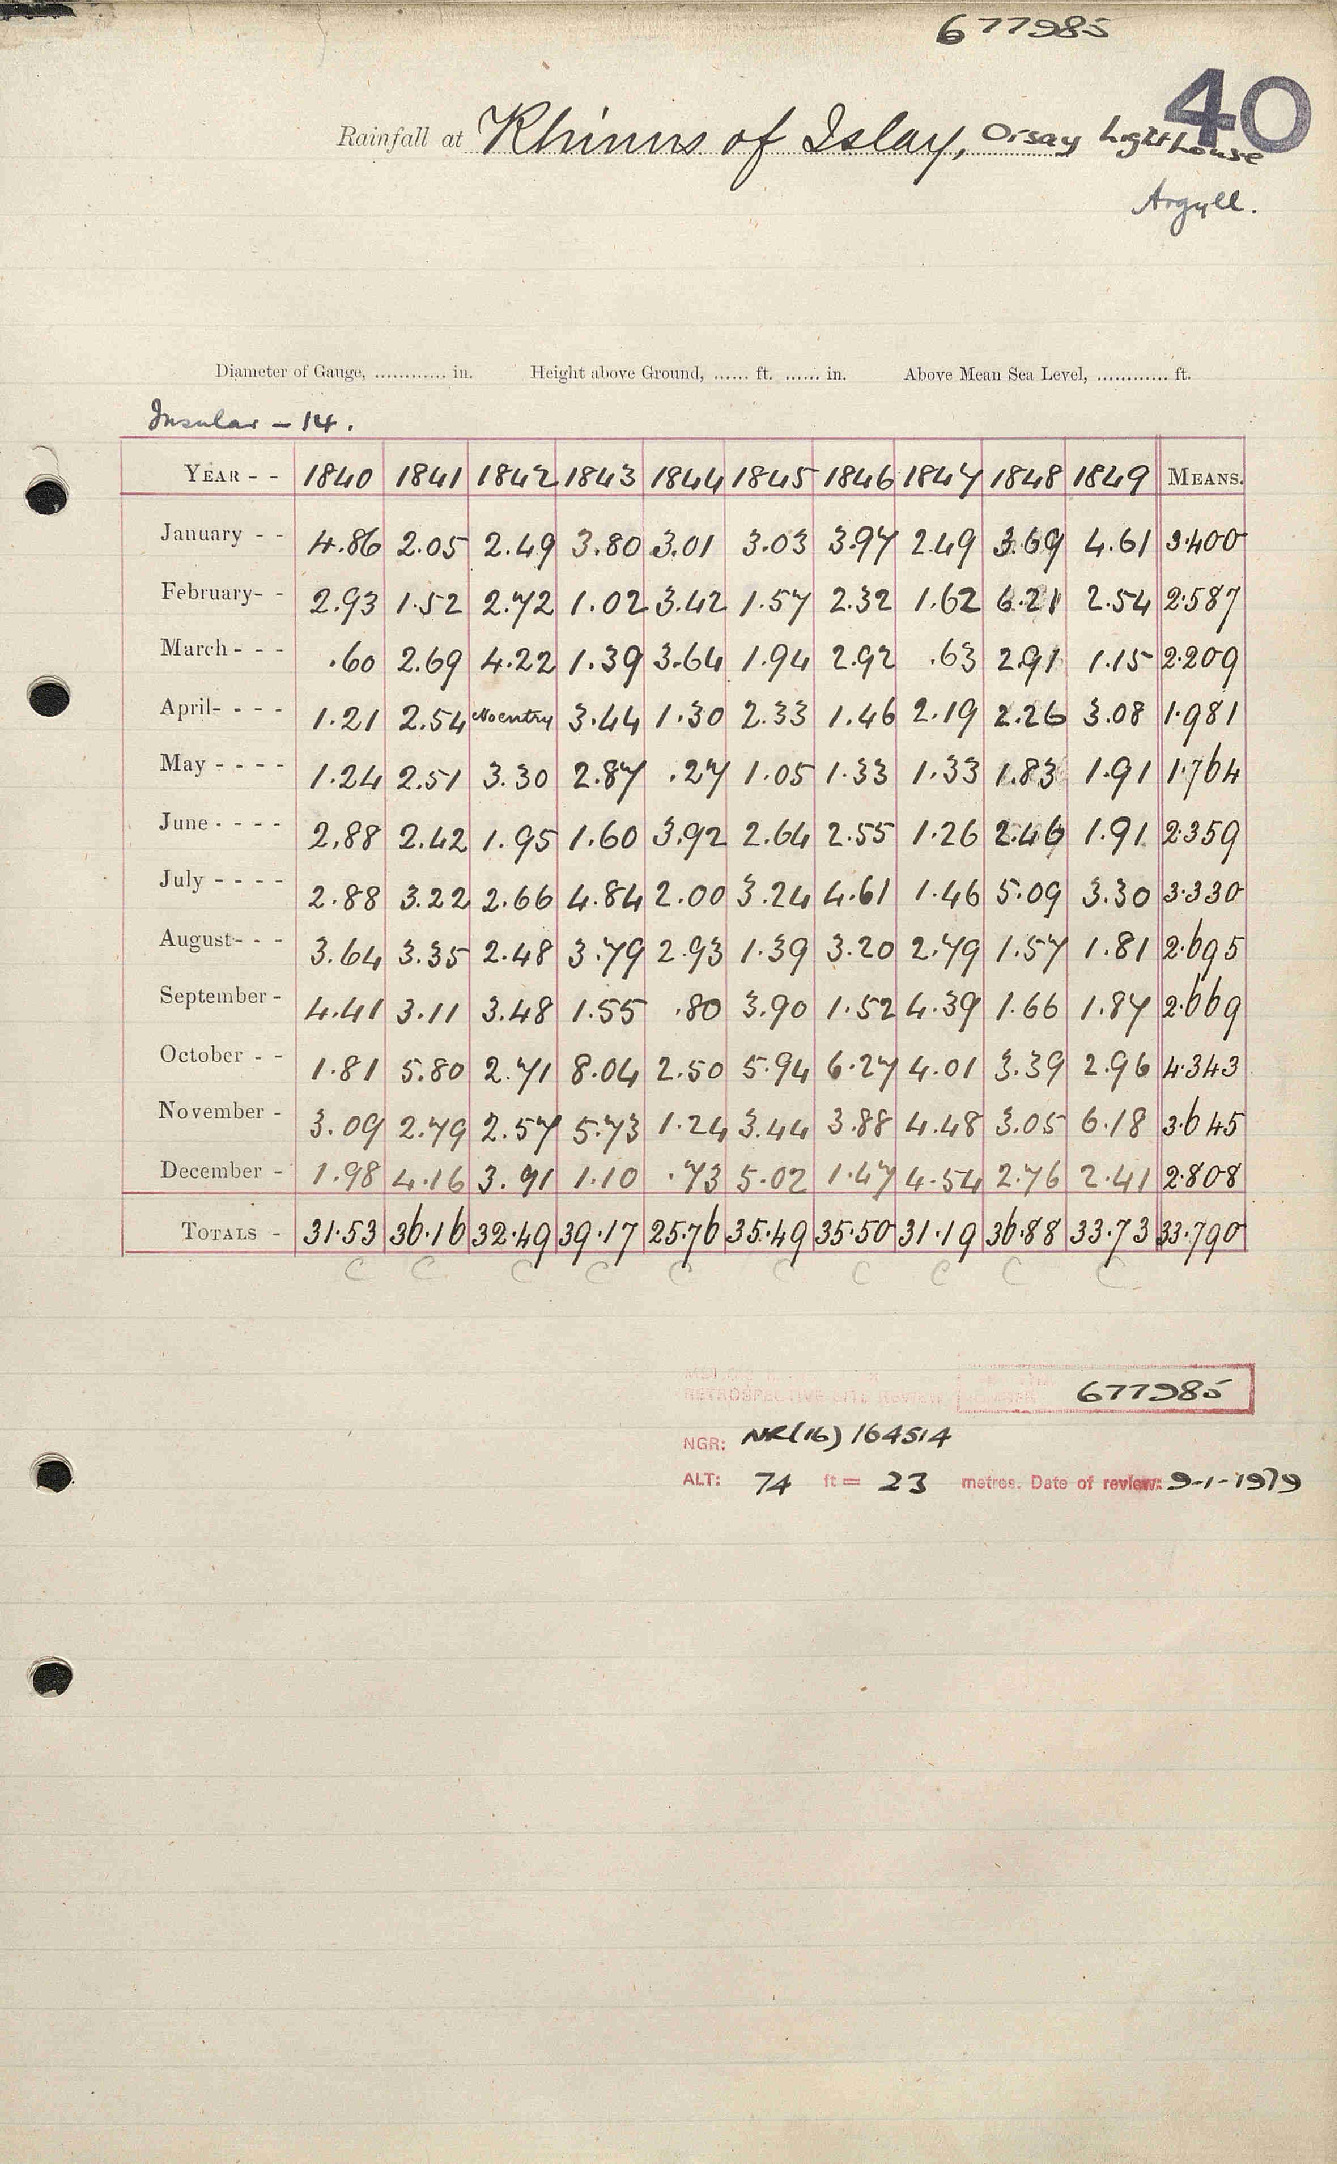 677985
40
Rainfall at Rhinns of Islay, Orsay Lighthouse
Argyll.
Diameter of Gauge, ............ in. Height above Ground, ...... ft. ...... in. Above Mean Sea Level, ............ ft.
Insular - 14.
YEAR - - 1840 1841 1842 1843 1844 1845 1846 1847 1848 1849 MEANS.
January - - 4.86 2.05 2.49 3.80 3.01 3.03 3.97 2.49 3.69 4.61 3.400
February- - 2.93 1.52 2.72 1.02 3.42 1.57 2.32 1.62 6.21 2.54 2.587
March - - - .60 2.69 4.22 1.39 3.64 1.94 2.92 .63 2.91 1.15 2.209
April- - - - 1.21 2.54 No entry 3.44 1.30 2.33 1.46 2.19 2.26 3.08 1.981
May - - - - 1.24 2.51 3.30 2.87 .27 1.05 1.33 1.33 1.83 1.91 1.764
June - - - - 2.88 2.42 1.95 1.60 3.92 2.64 2.55 1.26 2.46 1.91 2.359
July - - - - 2.88 3.22 2.66 4.84 2.00 3.24 4.61 1.46 5.09 3.30 3.330
August- - - 3.64 3.35 2.48 3.79 2.93 1.39 3.20 2.79 1.57 1.81 2.695
September - 4.41 3.11 3.48 1.55 .80 3.90 1.52 4.39 1.66 1.87 2.669
October - - 1.81 5.80 2.71 8.04 2.50 5.94 6.27 4.01 3.39 2.96 4.343
November - 3.09 2.79 2.57 5.73 1.24 3.44 3.88 4.48 3.05 6.18 3.645
December - 1.98 4.16 3.91 1.10 .73 5.02 1.47 4.54 2.76 2.41 2.808
TOTALS - 31.53 36.16 32.49 39.17 25.76 35.49 35.50 31.19 36.88 33.73 33.790
C C C C C C C C C C
RETROSPECTIVE SITE REVIEW 677985
NGR: NR(16) 164514
ALT: 74 ft = 23 metres. Date of review: 9-1-1979